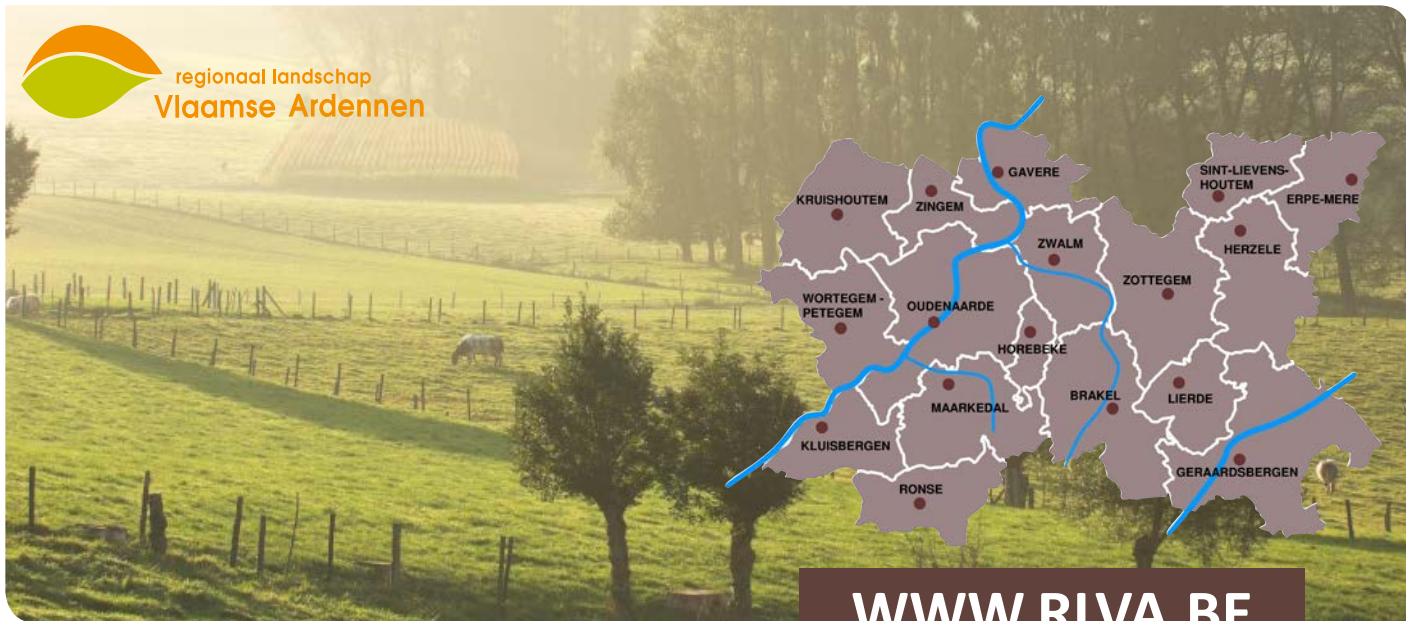 regionaal landschap
Vlaamse Ardennen
GAVERE
SINT-LIEVENS-
HOUTEM
KRUISHOUTEM
ZINGEM
ERPE-MERE
ZWALM
HERZELE
ZOTTEGEM
WORTEGEM -
PETEGEM
OUDENAARDE
HOREBEKE
MAARKEDAL
BRAKEL
LIERDE
KLUISBERGEN
GERAARDSBERGEN
RONSE
WWW.RLVA.BE